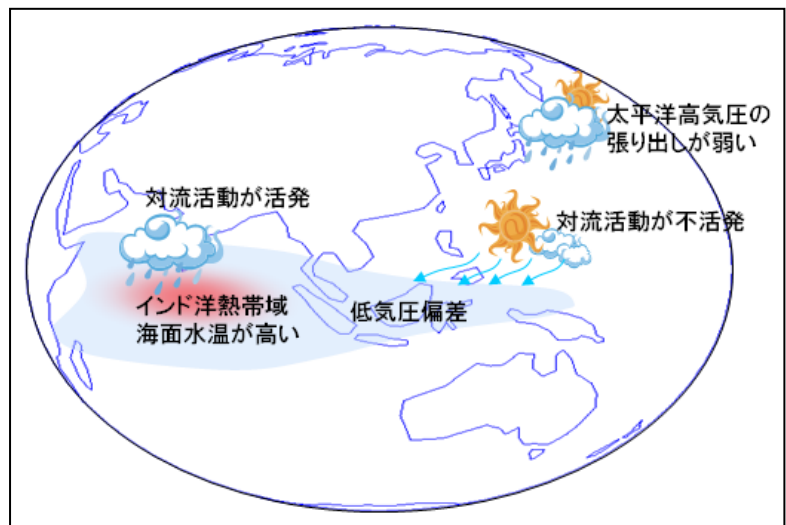 太平洋高気圧の
張り出しが弱い
対流活動が活発
対流活動が不活発
インド洋熱帯域
海面水温が高い
低気圧偏差